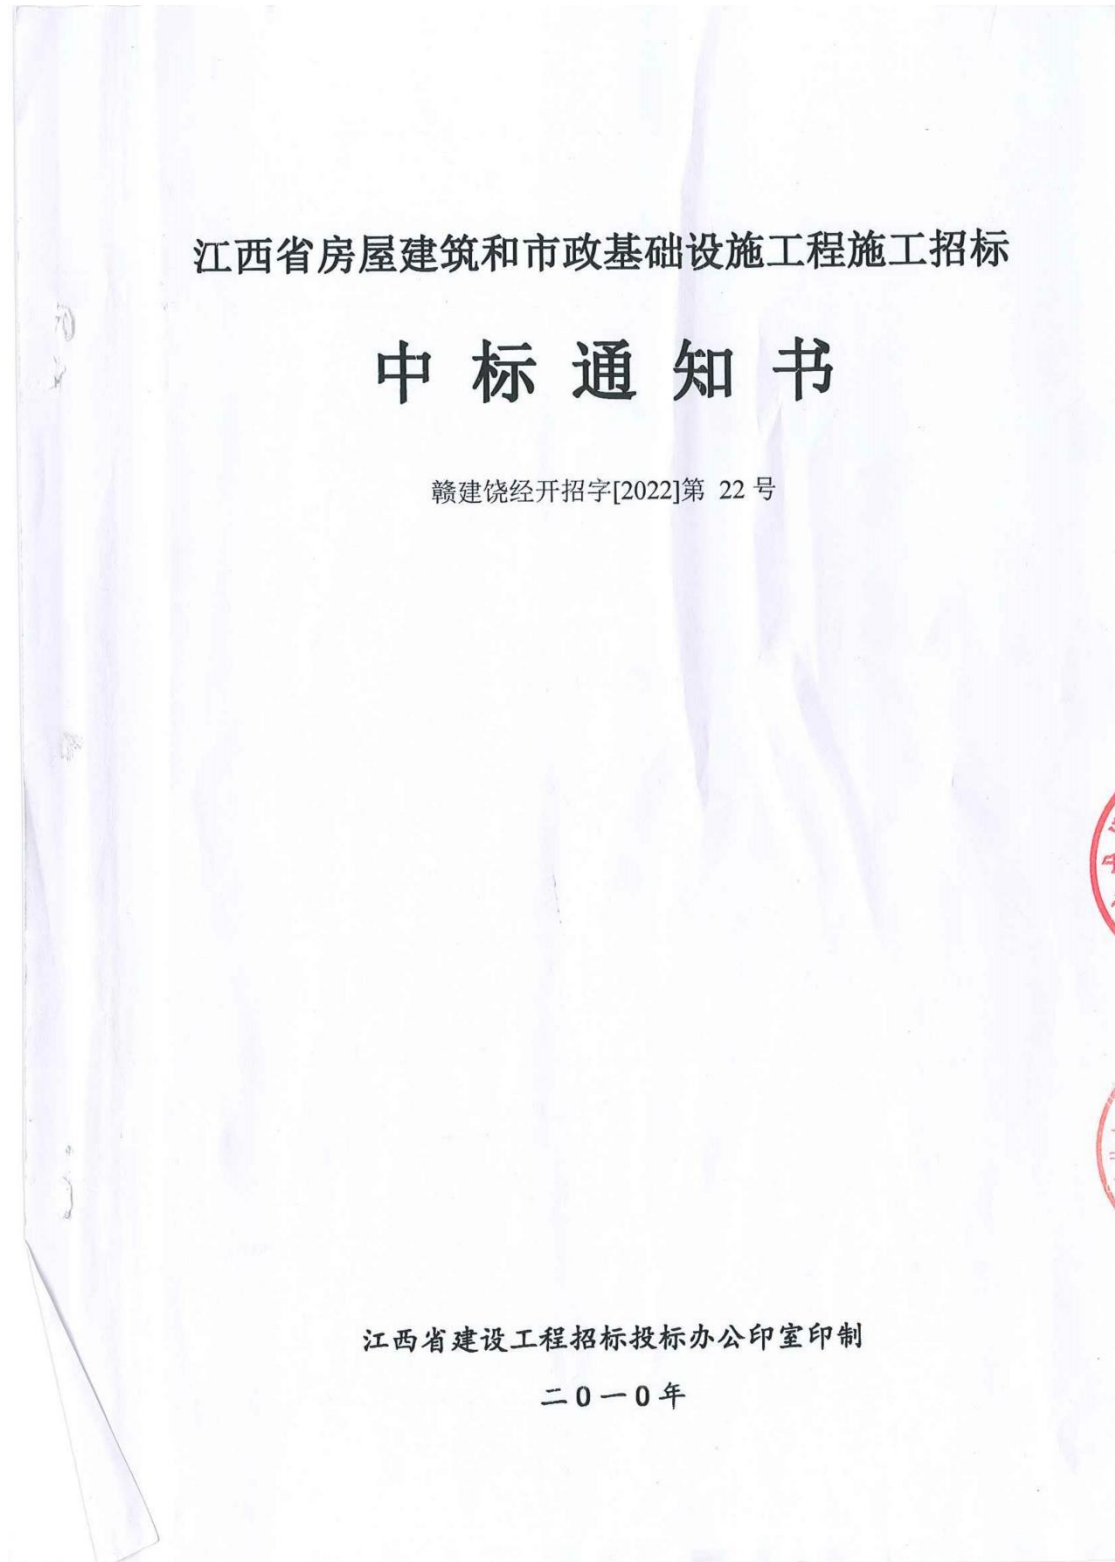 江西省房屋建筑和市政基础设施工程施工招标
中标通知书
赣建饶经开招字[2022]第 22 号
江西省建设工程招标投标办公印室印制
二0一0年